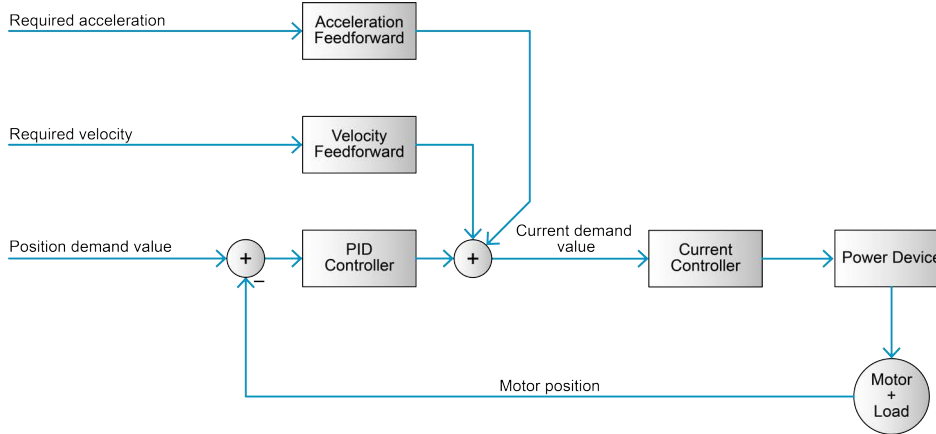 Required acceleration
Acceleration
Feedforward
Required velocity
Velocity
Feedforward
Position demand value
+
–
PID
Controller
+
Current demand
value
Current
Controller
Power Device
Motor position
Motor
+
Load